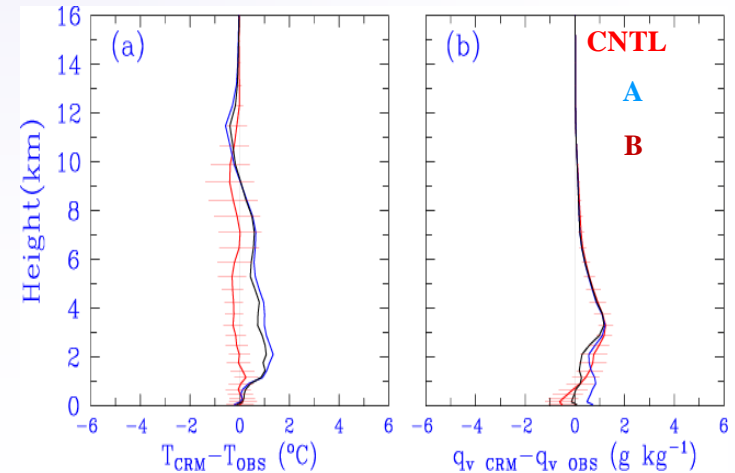 (a)
16
14
12
10
8
6
4
2
0
Height(km)
-6 -4 -2 0 2 4 6
T_CRM−T_OBS (°C)
(b)
CNTL
A
B
-6 -4 -2 0 2 4 6
q_v CRM−q_v OBS (g kg⁻¹)